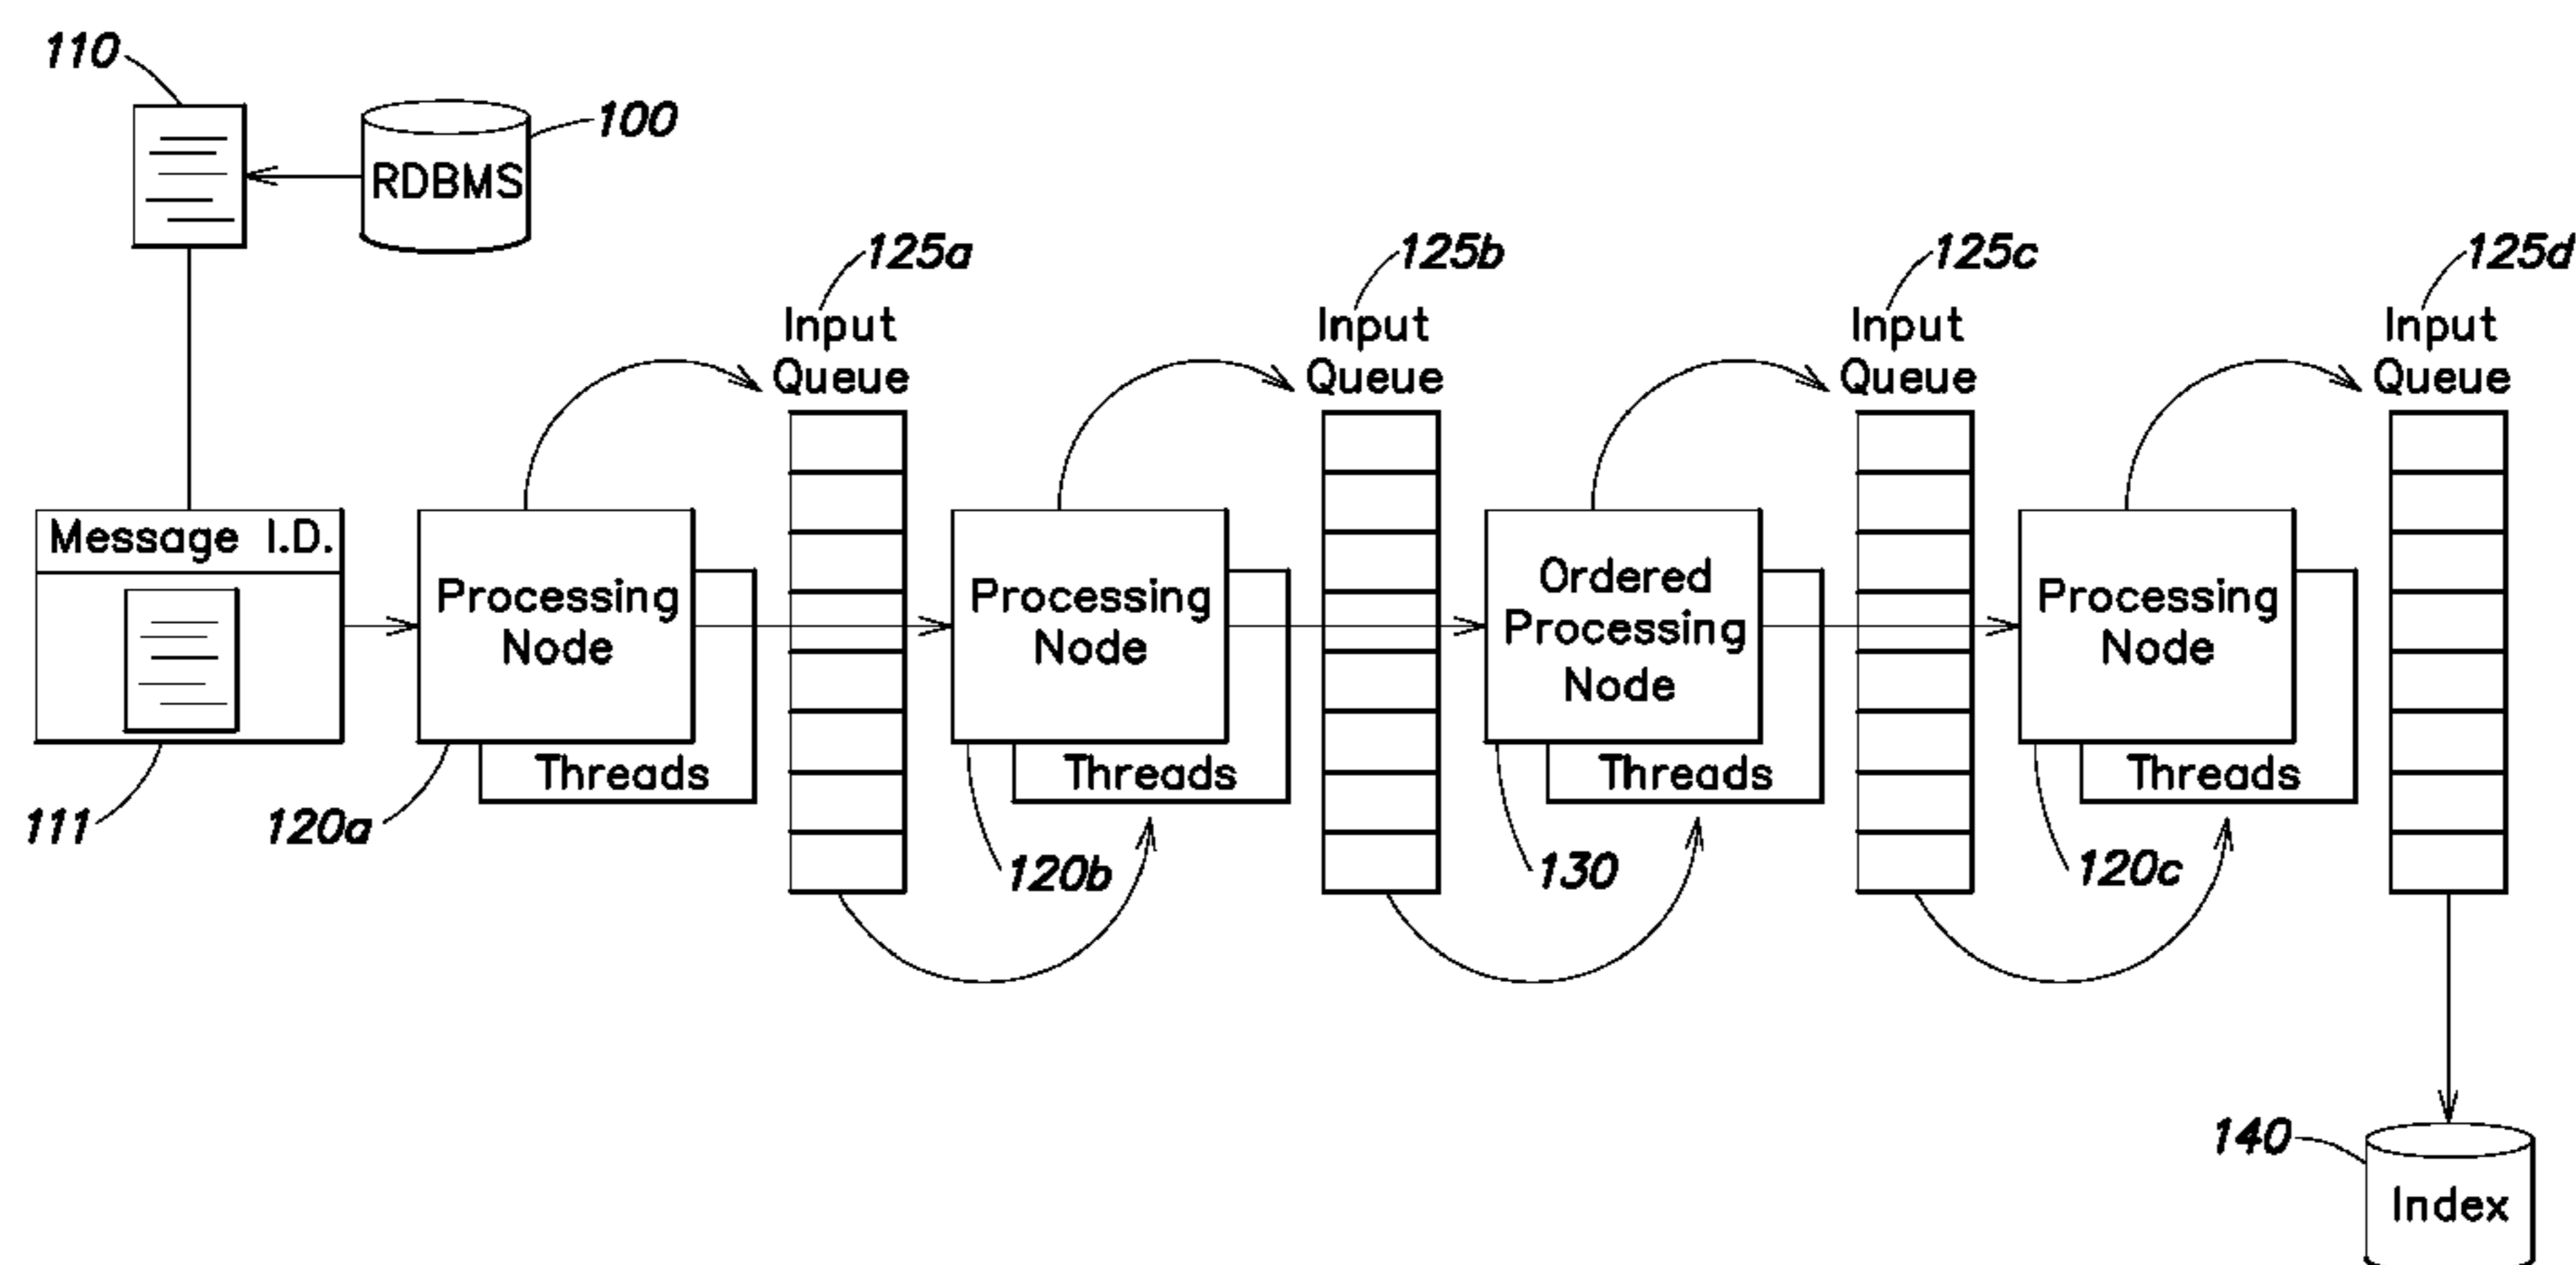 110
100
RDBMS
125a
125b
125c
125d
Input
Queue
Input
Queue
Input
Queue
Input
Queue
Message I.D.
Processing
Node
Processing
Node
Ordered
Processing
Node
Processing
Node
Threads
Threads
Threads
Threads
111
120a
120b
130
120c
140
Index